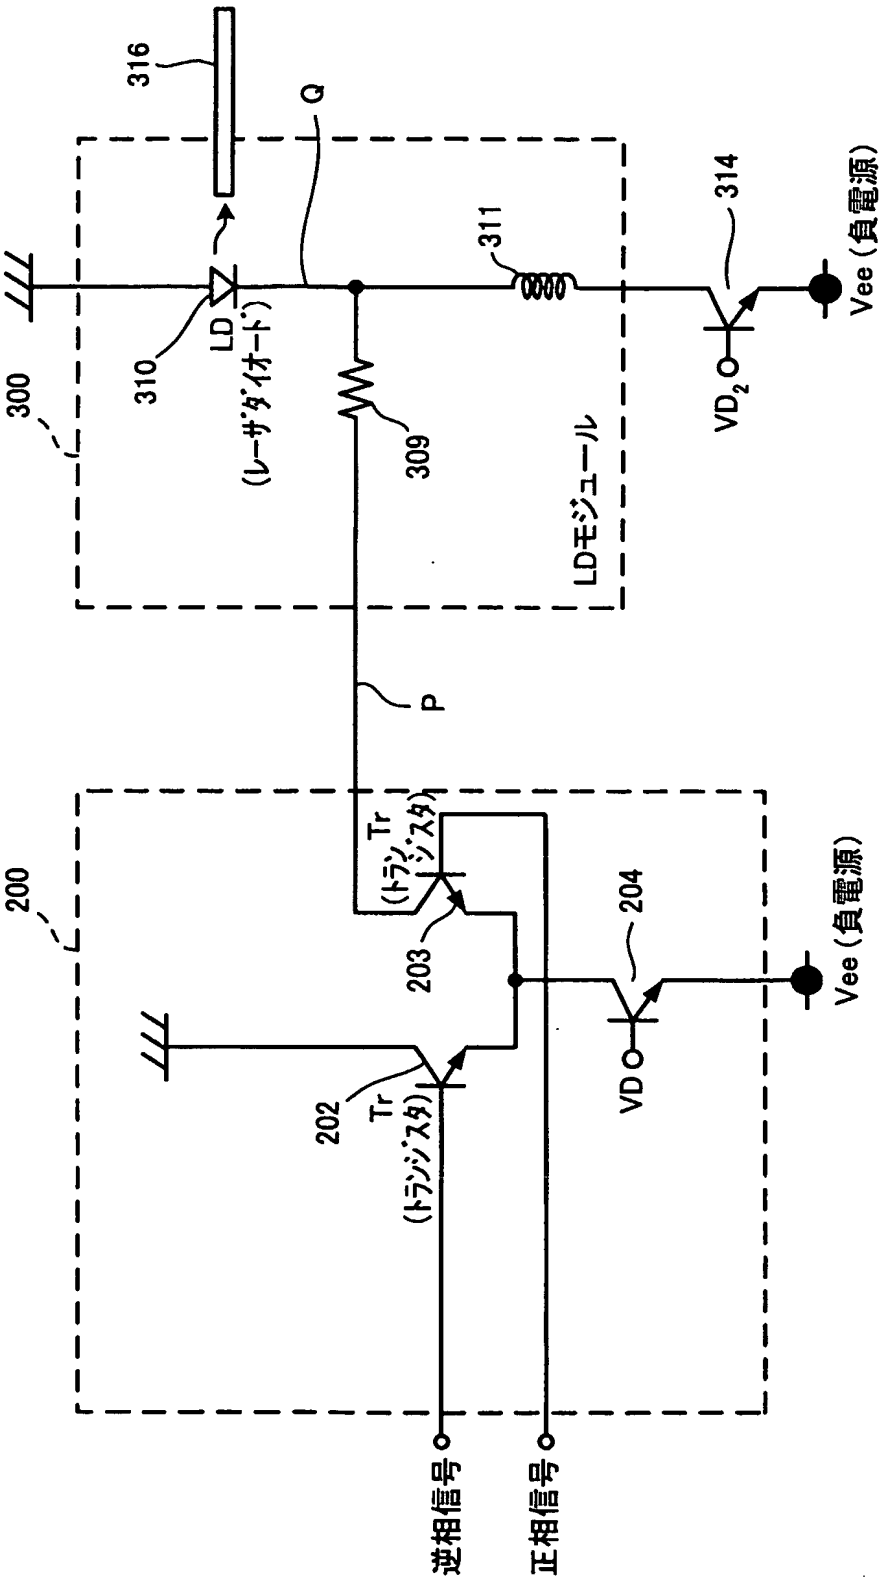 200
300
316
310
LD
(レーザダイオード)
Q
309
311
LDモジュール
314
VD2
Vee(負電源)
P
Tr
(トランジスタ)
203
202
Tr
(トランジスタ)
204
VD
Vee(負電源)
逆相信号
正相信号